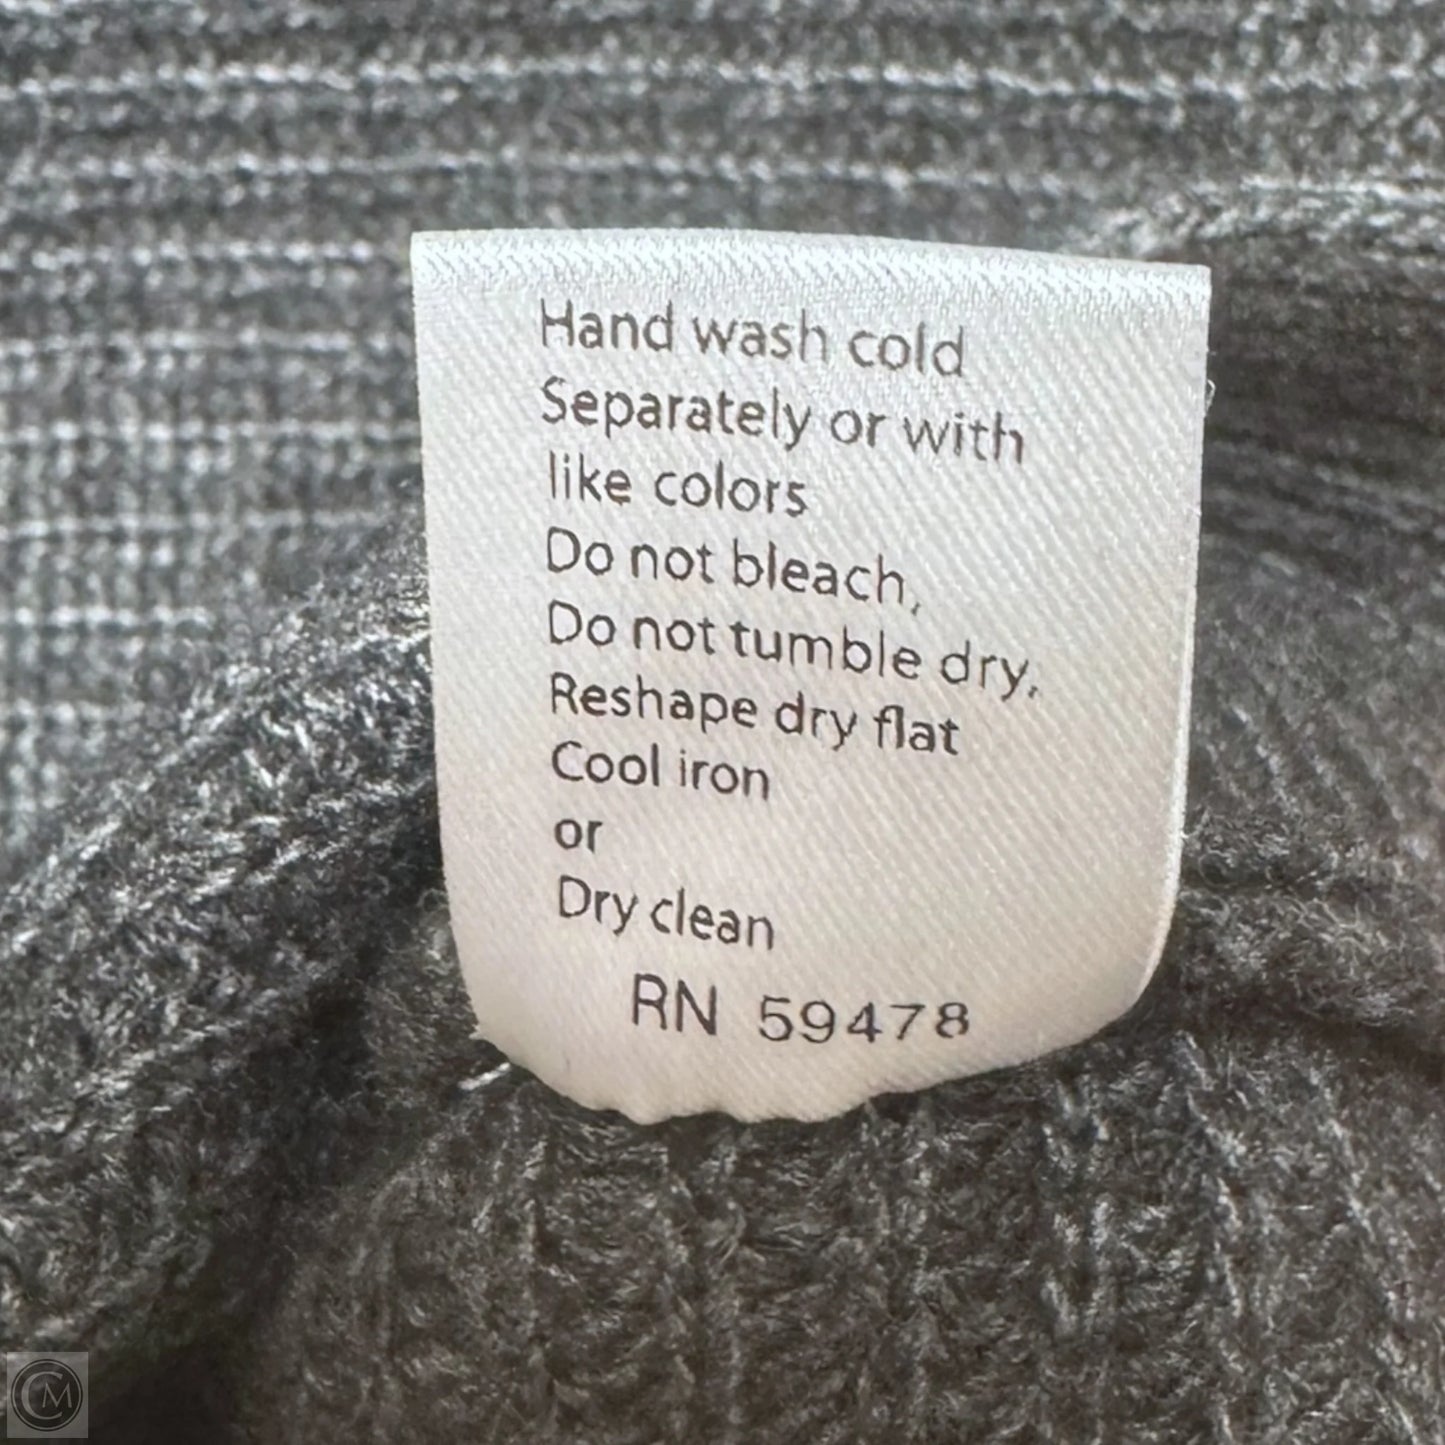 Hand wash cold
Separately or with
like colors
Do not bleach,
Do not tumble dry,
Reshape dry flat
Cool iron
or
Dry clean
RN 59478
CM